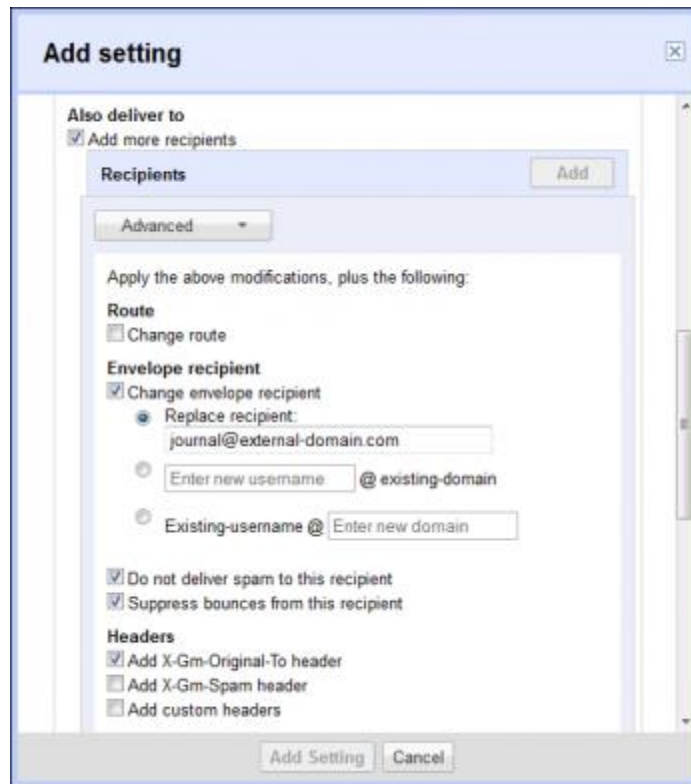 Add setting
Also deliver to
Add more recipients
Recipients
Add
Advanced
Apply the above modifications, plus the following:
Route
Change route
Envelope recipient
Change envelope recipient
Replace recipient:
journal@external-domain.com
Enter new username @ existing-domain
Existing-username @ Enter new domain
Do not deliver spam to this recipient
Suppress bounces from this recipient
Headers
Add X-Gm-Original-To header
Add X-Gm-Spam header
Add custom headers
Add Setting Cancel